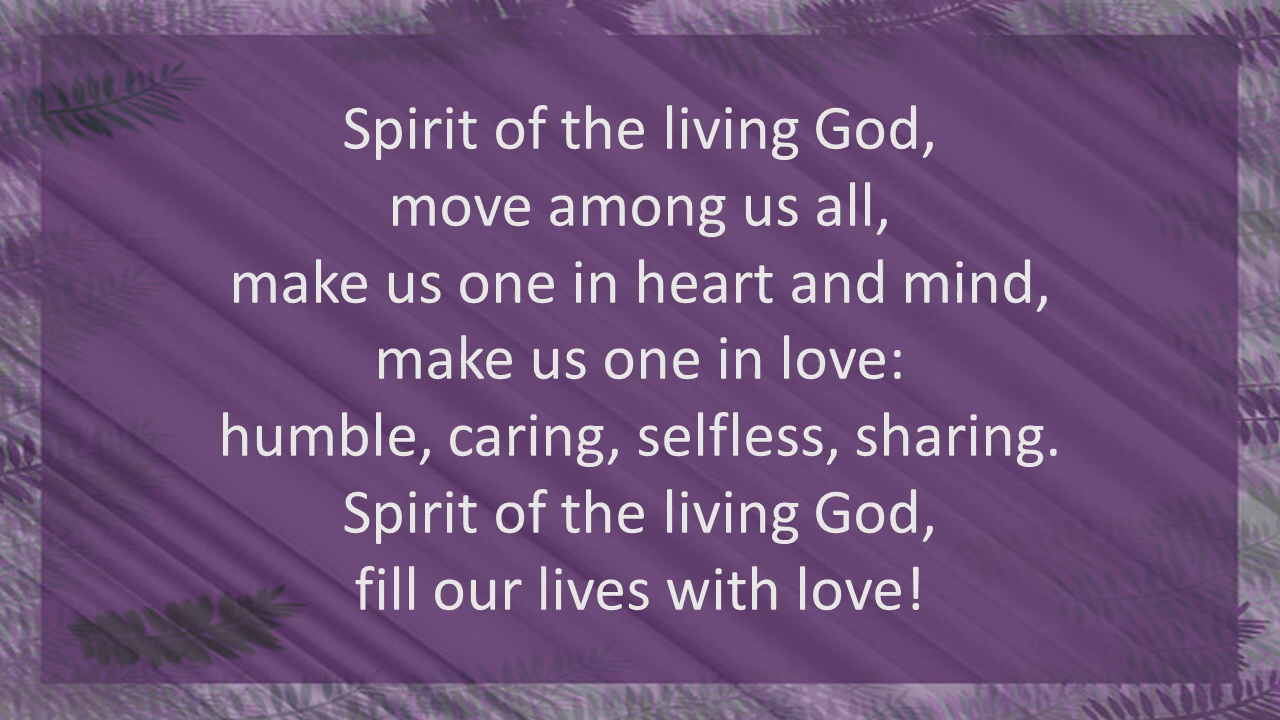 Spirit of the living God,
move among us all,
make us one in heart and mind,
make us one in love:
humble, caring, selfless, sharing.
Spirit of the living God,
fill our lives with love!